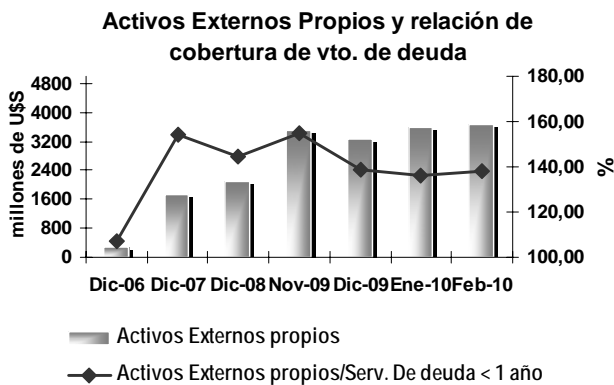 Activos Externos Propios y relación de
cobertura de vto. de deuda
millones de U$S
4800
4000
3200
2400
1600
800
0
180,00
160,00
140,00
120,00
100,00
%
Dic-06 Dic-07 Dic-08 Nov-09 Dic-09 Ene-10 Feb-10
Activos Externos propios
Activos Externos propios/Serv. De deuda < 1 año